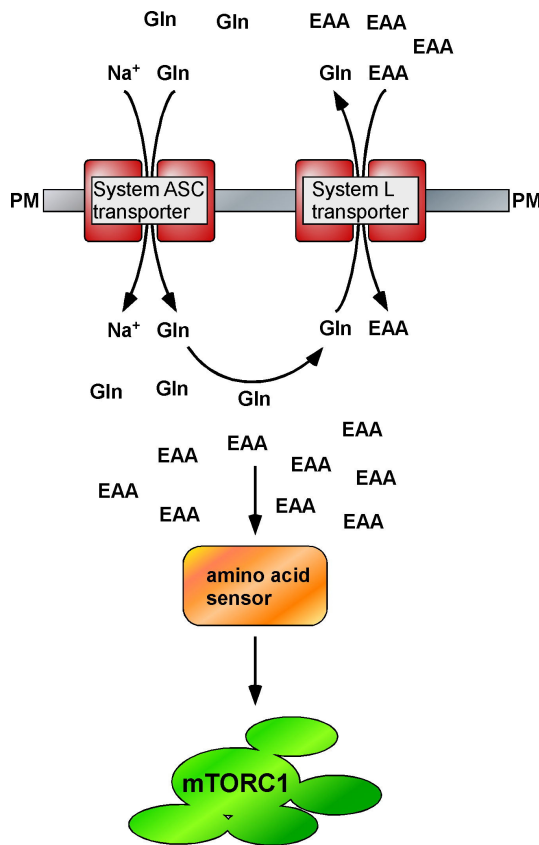 Gln Gln EAA EAA
EAA
Na⁺ Gln Gln EAA
PM System ASC transporter System L transporter PM
Na⁺ Gln Gln EAA
Gln Gln Gln
EAA EAA EAA
EAA EAA EAA
EAA EAA EAA
amino acid
sensor
mTORC1